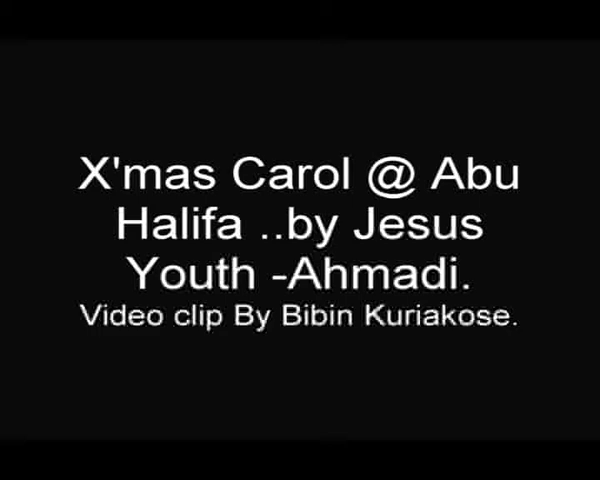 X'mas Carol @ Abu
Halifa ..by Jesus
Youth -Ahmadi.
Video clip By Bibin Kuriakose.